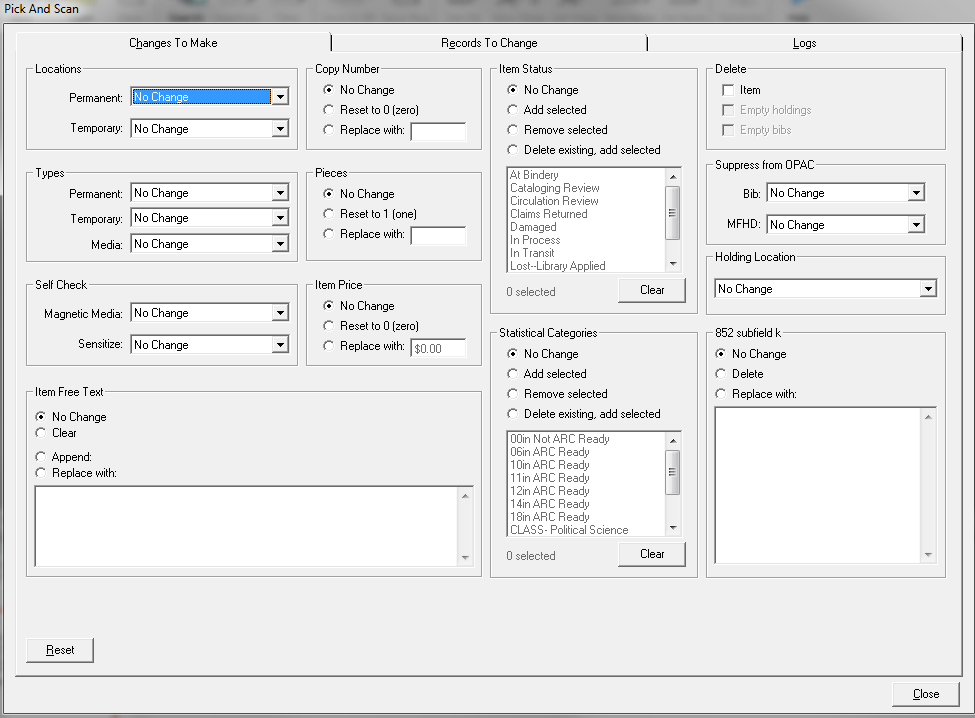 Pick And Scan
Changes To Make
Records To Change
Logs
Locations
Permanent: No Change
Temporary: No Change
Types
Permanent: No Change
Temporary: No Change
Media: No Change
Self Check
Magnetic Media: No Change
Sensitize: No Change
Copy Number
No Change
Reset to 0 (zero)
Replace with:
Pieces
No Change
Reset to 1 (one)
Replace with:
Item Price
No Change
Reset to 0 (zero)
Replace with: $0.00
Item Free Text
No Change
Clear
Append:
Replace with:
Item Status
No Change
Add selected
Remove selected
Delete existing, add selected
At Bindery
Cataloging Review
Circulation Review
Claims Returned
Damaged
In Process
In Transit
Lost--Library Applied
0 selected
Clear
Statistical Categories
No Change
Add selected
Remove selected
Delete existing, add selected
00in Not ARC Ready
06in ARC Ready
10in ARC Ready
11in ARC Ready
12in ARC Ready
14in ARC Ready
18in ARC Ready
CLASS- Political Science
0 selected
Clear
Delete
Item
Empty holdings
Empty bibs
Suppress from OPAC
Bib: No Change
MFHD: No Change
Holding Location
No Change
852 subfield k
No Change
Delete
Replace with:
Reset
Close